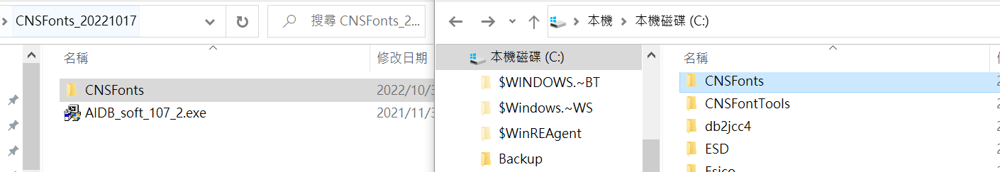 CNSFonts_20221017
搜尋 CNSFonts_2...
名稱
修改日期
CNSFonts
2022/10/3
AIDB_soft_107_2.exe
2021/11/3
本機
本機磁碟 (C:)
本機磁碟 (C:)
$WINDOWS.~BT
$Windows.~WS
$WinREAgent
Backup
名稱
CNSFonts
CNSFontTools
db2jcc4
ESD